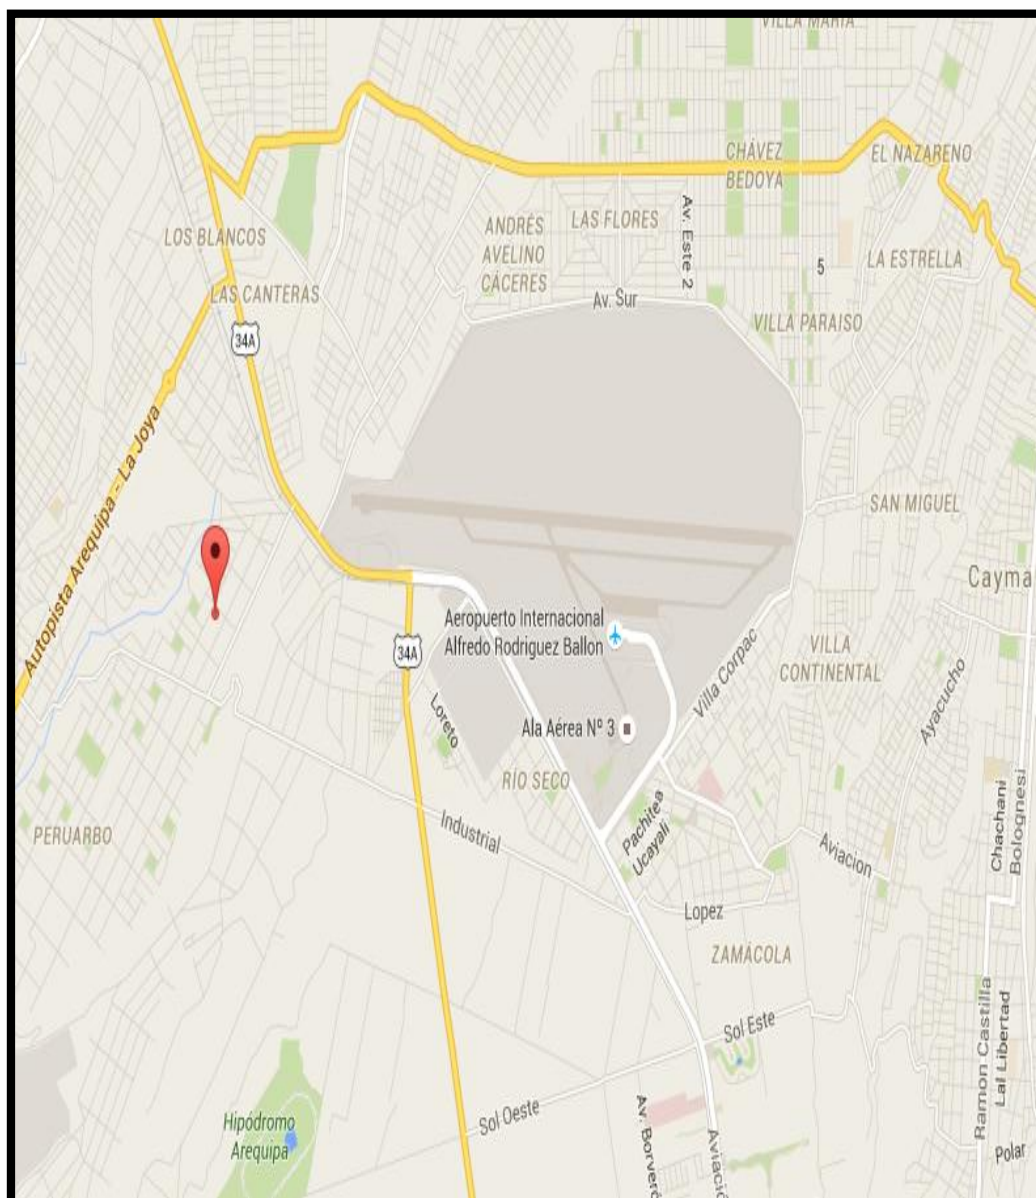 VILLA MARIA
CHÁVEZ
BEDOYA
EL NAZARENO
LOS BLANCOS
ANDRÉS
AVELINO
CÁCERES
LAS FLORES
Av. Este 2
5
LA ESTRELLA
LAS CANTERAS
Av. Sur
VILLA PARAISO
34A
Autopista Arequipa - La Joya
SAN MIGUEL
Cayma
Aeropuerto Internacional
Alfredo Rodriguez Ballon
34A
VILLA
CONTINENTAL
Villa Corpac
Ayacucho
Loreto
Ala Aérea Nº 3
RÍO SECO
PERUARBO
Industrial
Pachitea
Ucayali
Aviacion
Chachani
Bolognesi
Lopez
ZAMÁCOLA
Sol Este
Ramon Castilla
Lal Libertad
Hipódromo
Arequipa
Sol Oeste
Av. Borveró
Aviació
Polar